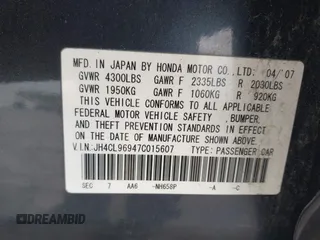 MFD. IN JAPAN BY HONDA MOTOR CO., LTD. 04/'07
GVWR 4300LBS GAWR F 2335LBS R 2030LBS
GVWR 1950KG GAWR F 1060KG R 920KG
THIS VEHICLE CONFORMS TO ALL APPLICABLE
FEDERAL MOTOR VEHICLE SAFETY , BUMPER,
AND THEFT PREVENTION STANDARDS IN EFFECT
ON THE DATE OF MANUFACTURE SHOWN ABOVE.
V.I.N: JH4CL96947C015607 TYPE: PASSENGER CAR
SEC 7 AA6 -NH658P -A -C
DREAMBID